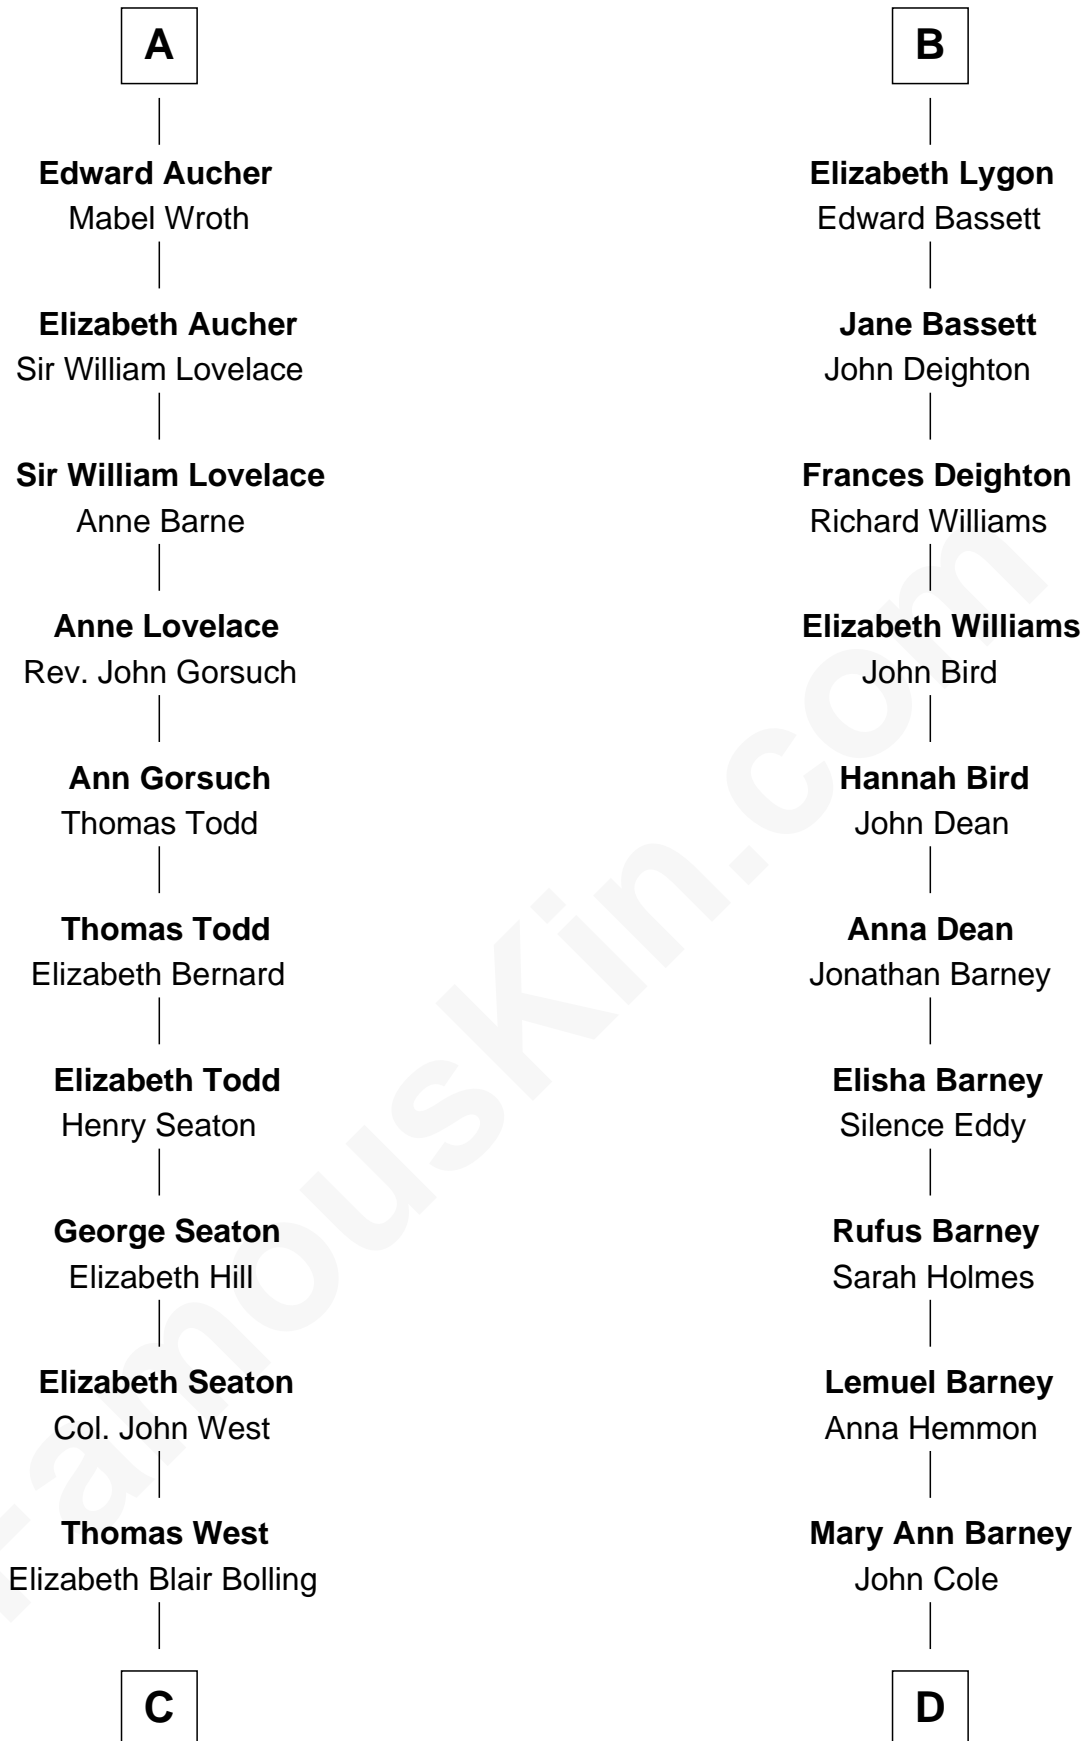 A
Edward Aucher
Mabel Wroth
Elizabeth Aucher
Sir William Lovelace
Sir William Lovelace
Anne Barne
Anne Lovelace
Rev. John Gorsuch
Ann Gorsuch
Thomas Todd
Thomas Todd
Elizabeth Bernard
Elizabeth Todd
Henry Seaton
George Seaton
Elizabeth Hill
Elizabeth Seaton
Col. John West
Thomas West
Elizabeth Blair Bolling
C
B
Elizabeth Lygon
Edward Bassett
Jane Bassett
John Deighton
Frances Deighton
Richard Williams
Elizabeth Williams
John Bird
Hannah Bird
John Dean
Anna Dean
Jonathan Barney
Elisha Barney
Silence Eddy
Rufus Barney
Sarah Holmes
Lemuel Barney
Anna Hemmon
Mary Ann Barney
John Cole
D
FamousKin.com